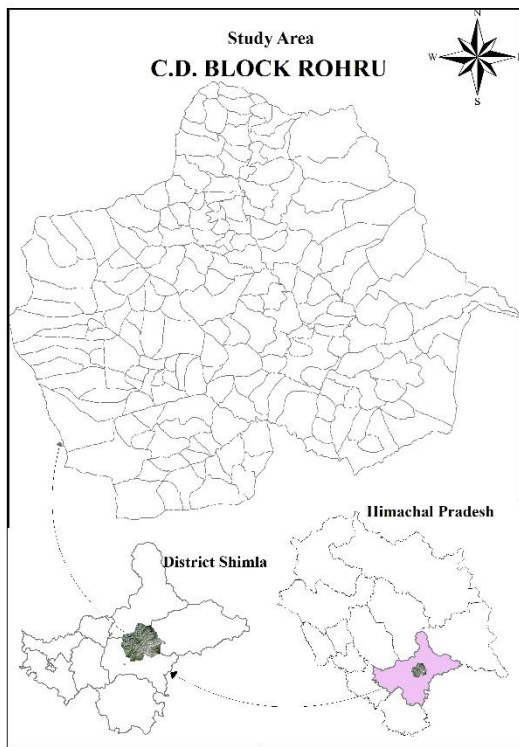 Study Area
C.D. BLOCK ROHRU
N
W
E
S
Himachal Pradesh
District Shimla